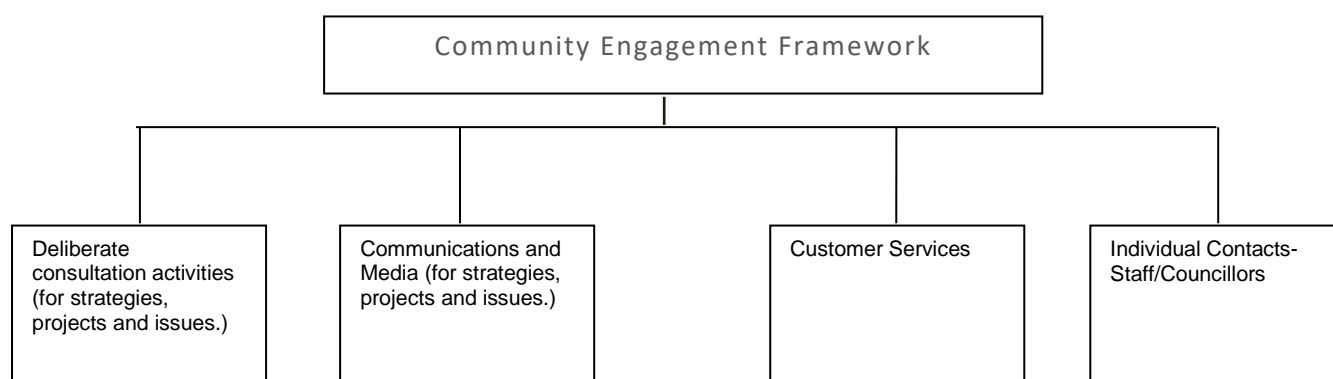 Community Engagement Framework
Deliberate
consultation activities
(for strategies,
projects and issues.)
Communications and
Media (for strategies,
projects and issues.)
Customer Services
Individual Contacts-
Staff/Councillors